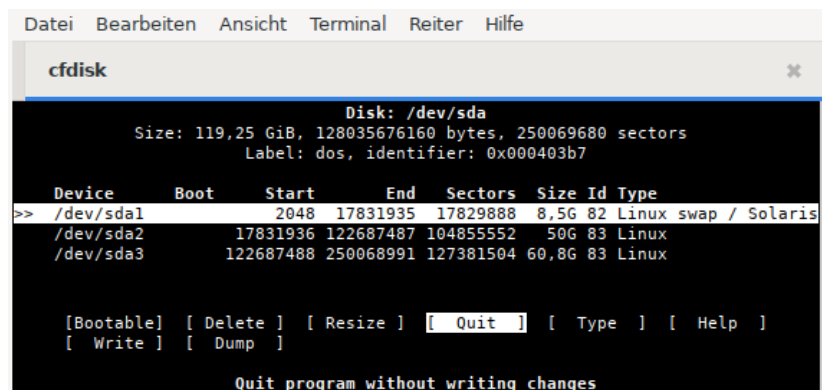 Datei Bearbeiten Ansicht Terminal Reiter Hilfe
cfdisk
Disk: /dev/sda
Size: 119,25 GiB, 128035676160 bytes, 250069680 sectors
Label: dos, identifier: 0x000403b7
Device Boot Start End Sectors Size Id Type
>> /dev/sda1 2048 17831935 17829888 8,5G 82 Linux swap / Solaris
/dev/sda2 17831936 122687487 104855552 50G 83 Linux
/dev/sda3 122687488 250068991 127381504 60,8G 83 Linux
[Bootable] [ Delete ] [ Resize ] [ Quit ] [ Type ] [ Help ]
[ Write ] [ Dump ]
Quit program without writing changes